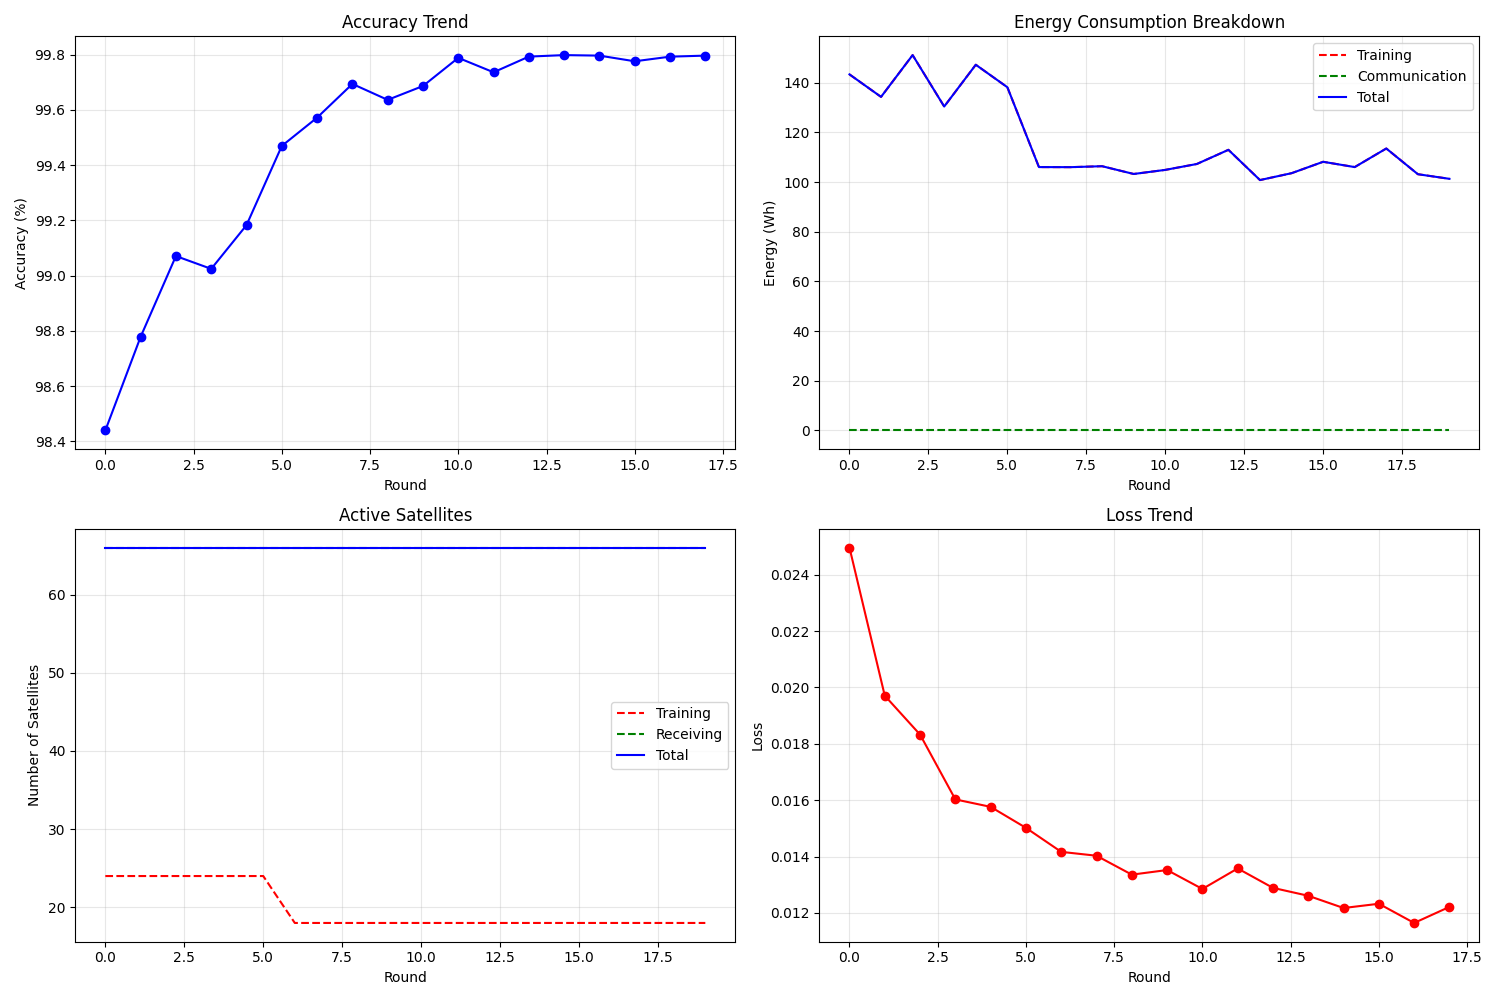 Accuracy Trend
Accuracy (%)
99.8
99.6
99.4
99.2
99.0
98.8
98.6
98.4
0.0 2.5 5.0 7.5 10.0 12.5 15.0 17.5
Round
Energy Consumption Breakdown
Energy (Wh)
140
120
100
80
60
40
20
0
Training
Communication
Total
0.0 2.5 5.0 7.5 10.0 12.5 15.0 17.5
Round
Active Satellites
Number of Satellites
60
50
40
30
20
Training
Receiving
Total
0.0 2.5 5.0 7.5 10.0 12.5 15.0 17.5
Round
Loss Trend
Loss
0.024
0.022
0.020
0.018
0.016
0.014
0.012
0.0 2.5 5.0 7.5 10.0 12.5 15.0 17.5
Round